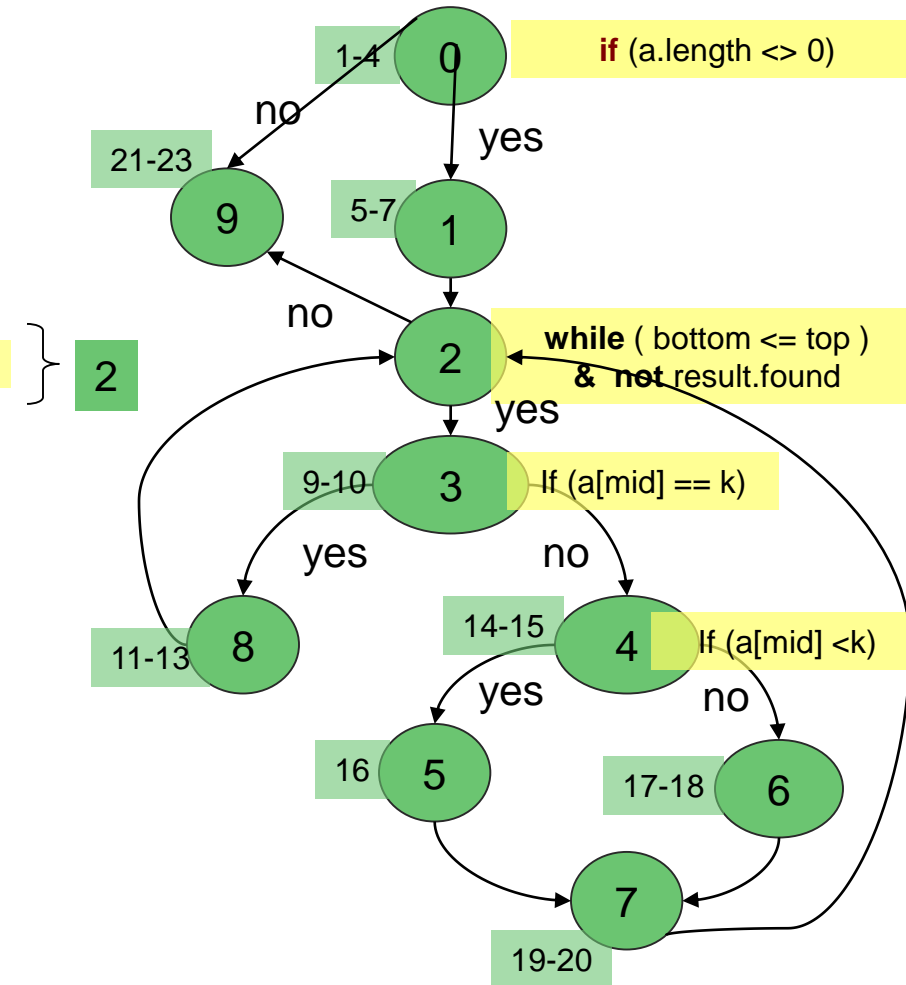 0
1-4
if (a.length <> 0)
no
yes
21-23
9
5-7
1
no
2
while ( bottom <= top )
& not result.found
2
yes
9-10
3
If (a[mid] == k)
yes
no
14-15
4
If (a[mid] <k)
11-13
8
yes
no
16
5
17-18
6
7
19-20